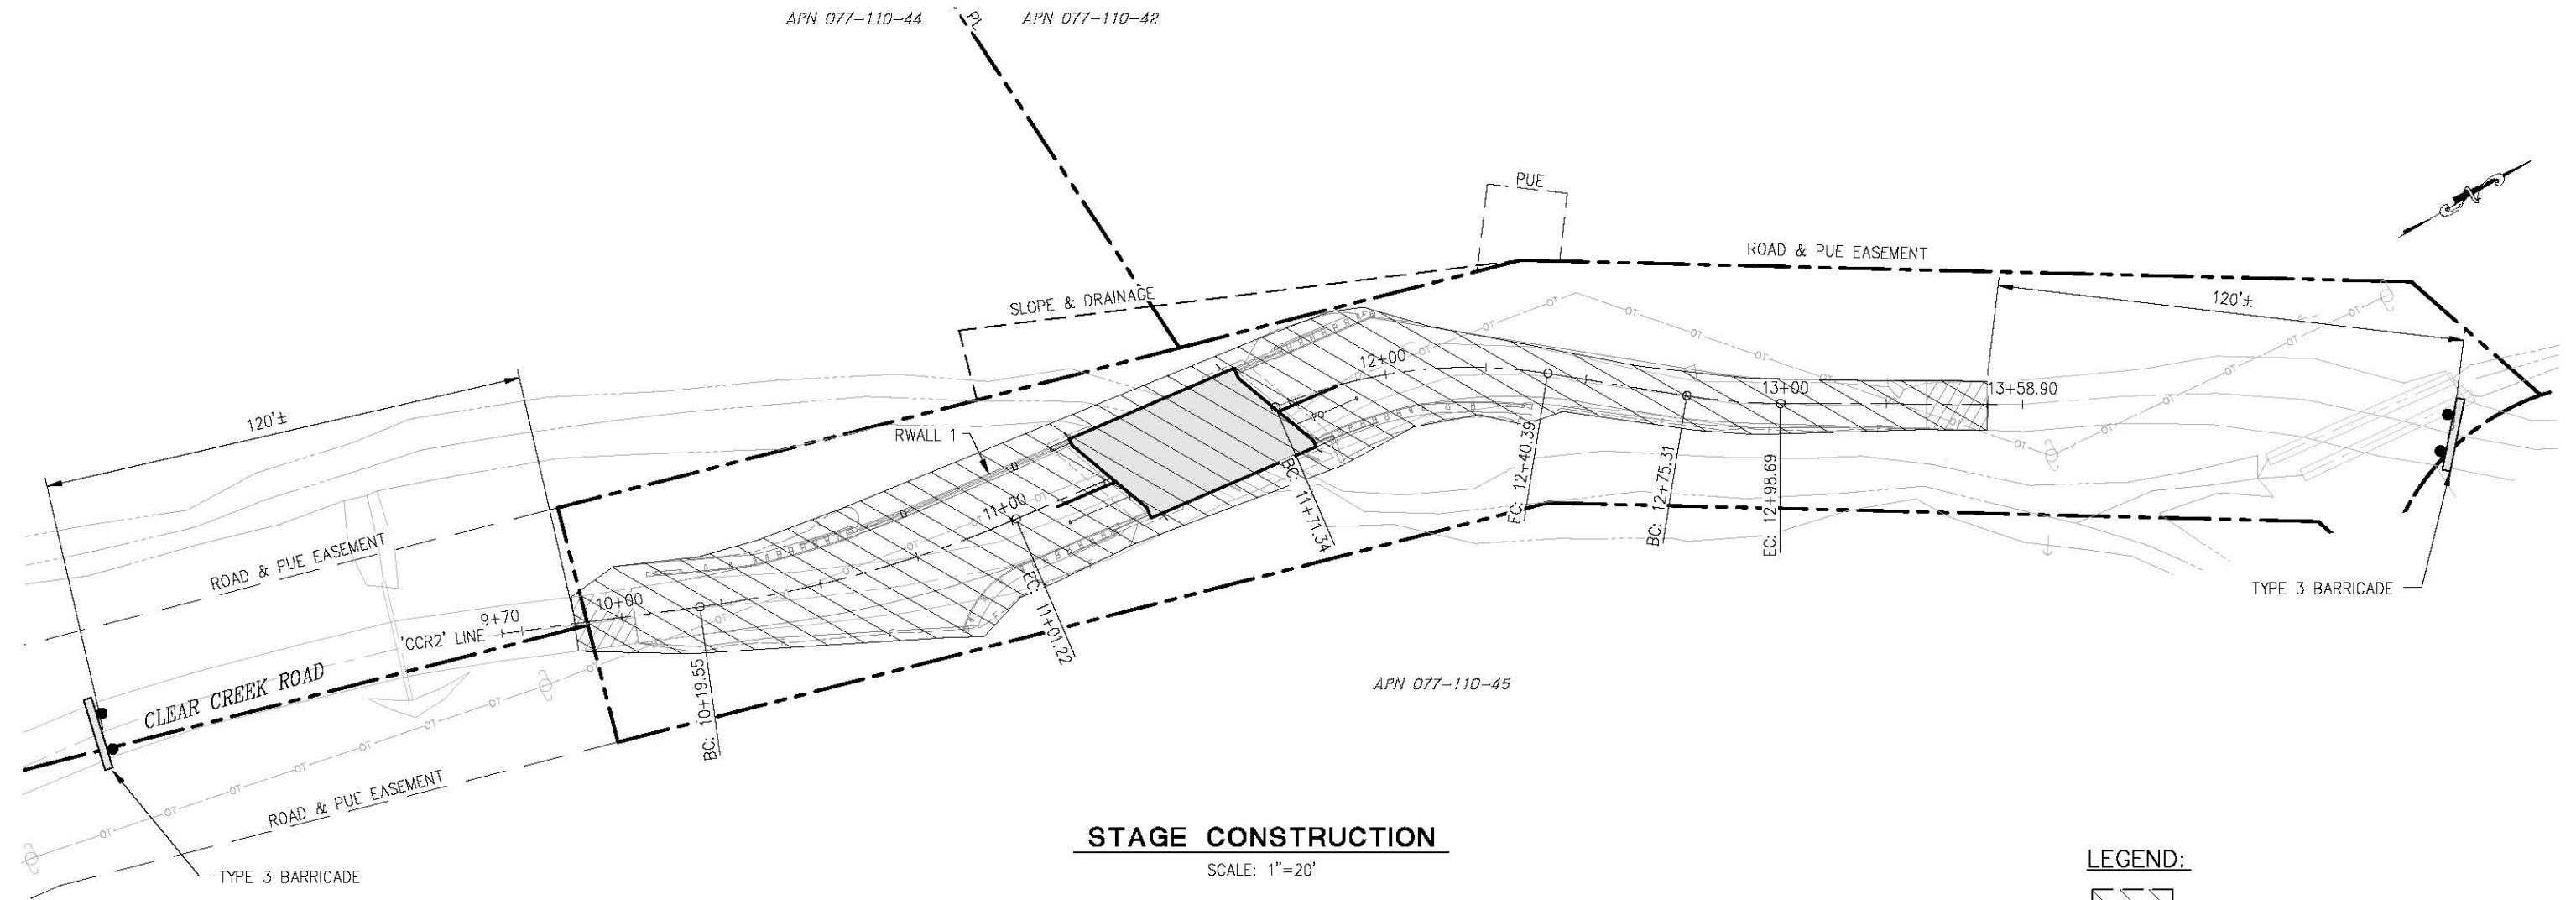 APN 077-110-44
PL
APN 077-110-42
PUE
ROAD & PUE EASEMENT
SLOPE & DRAINAGE
120'±
120'±
12+00
13+00
13+58.90
RWALL 1
11+00
BC: 11+71.34
EC: 12+40.39
BC: 12+75.31
EC: 12+98.69
ROAD & PUE EASEMENT
10+00
9+70
'CCR2' LINE
EC: 11+01.22
BC: 10+19.55
TYPE 3 BARRICADE
CLEAR CREEK ROAD
APN 077-110-45
ROAD & PUE EASEMENT
TYPE 3 BARRICADE
STAGE CONSTRUCTION
SCALE: 1"=20'
LEGEND: